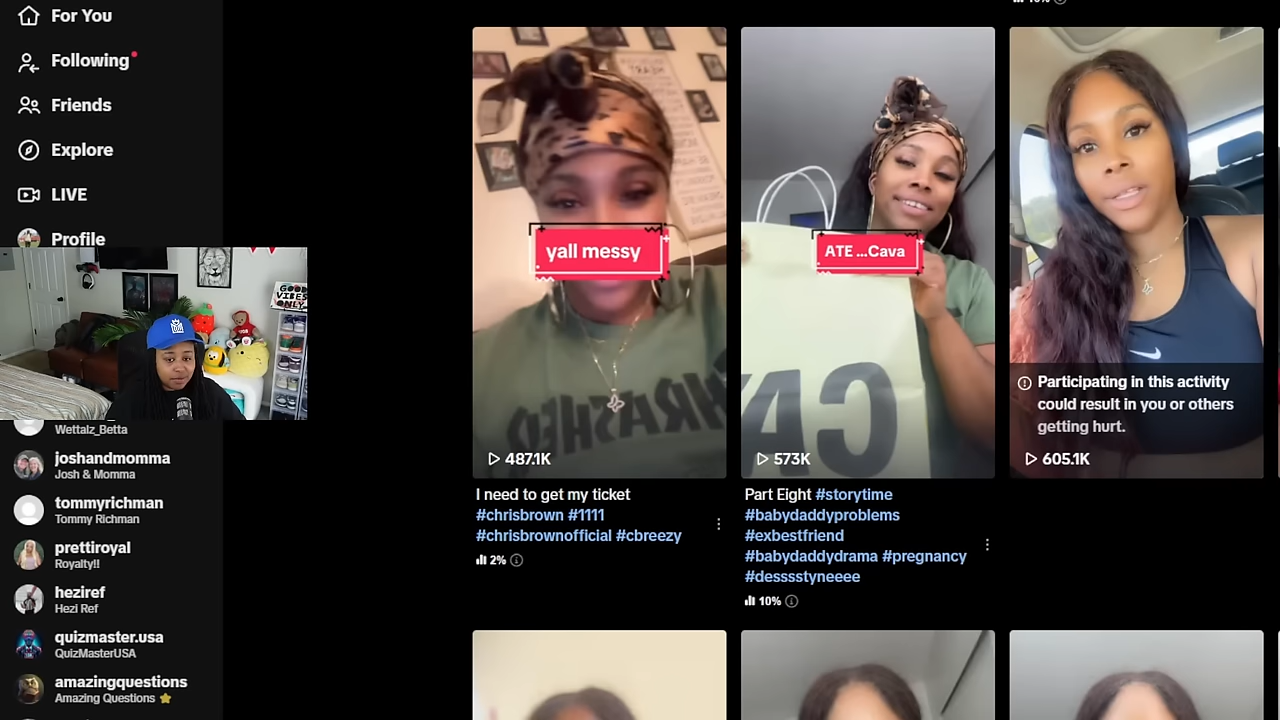 For You
Following
Friends
Explore
LIVE
Profile
GOOD
VIBES
ONLY
Wettalz_Betta
joshandmomma
Josh & Momma
tommyrichman
Tommy Richman
prettiroyal
Royalty!!
heziref
Hezi Ref
quizmaster.usa
QuizMasterUSA
amazingquestions
Amazing Questions ⭐
yall messy
THRASHER
487.1K
I need to get my ticket
#chrisbrown #1111
#chrisbrownofficial #cbreezy
2%
ATE ...Cava
CAVA
573K
Part Eight #storytime
#babydaddyproblems
#exbestfriend
#babydaddydrama #pregnancy
#desssstyneeee
10%
Participating in this activity
could result in you or others
getting hurt.
605.1K